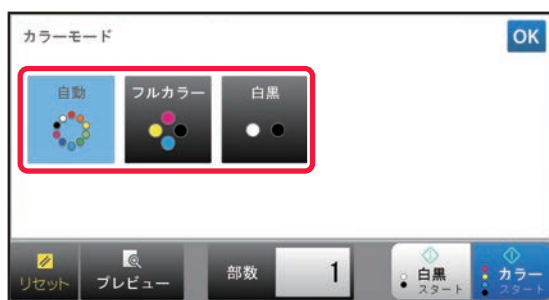 カラーモード
OK
自動
フルカラー
白黒
リセット
プレビュー
部数
1
白黒
スタート
カラー
スタート